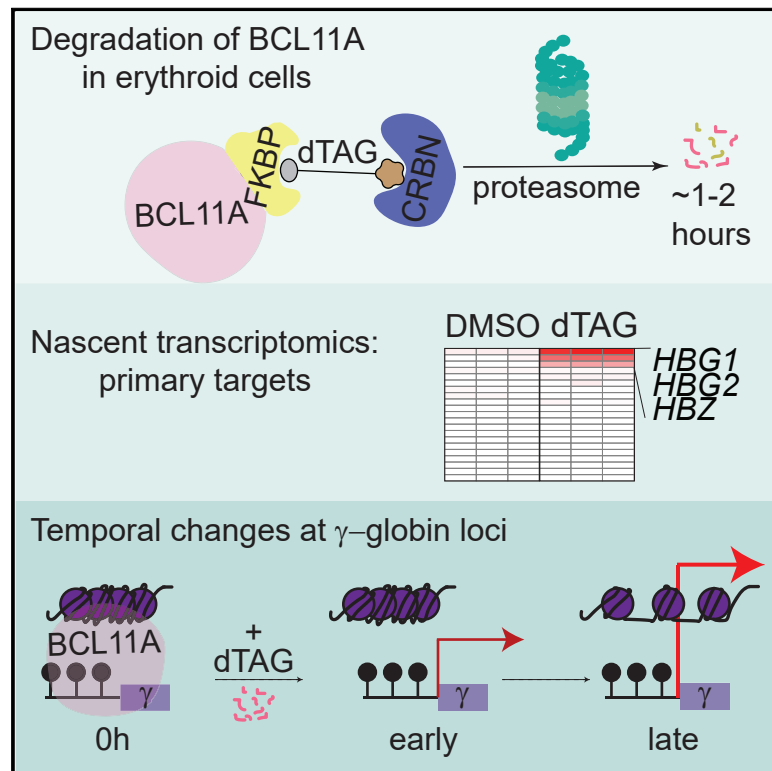 Degradation of BCL11A
in erythroid cells
BCL11A
FKBP
dTAG
CRBN
proteasome
~1-2
hours
Nascent transcriptomics:
primary targets
DMSO dTAG
HBG1
HBG2
HBZ
Temporal changes at γ–globin loci
BCL11A
γ
0h
+
dTAG
γ
early
γ
late